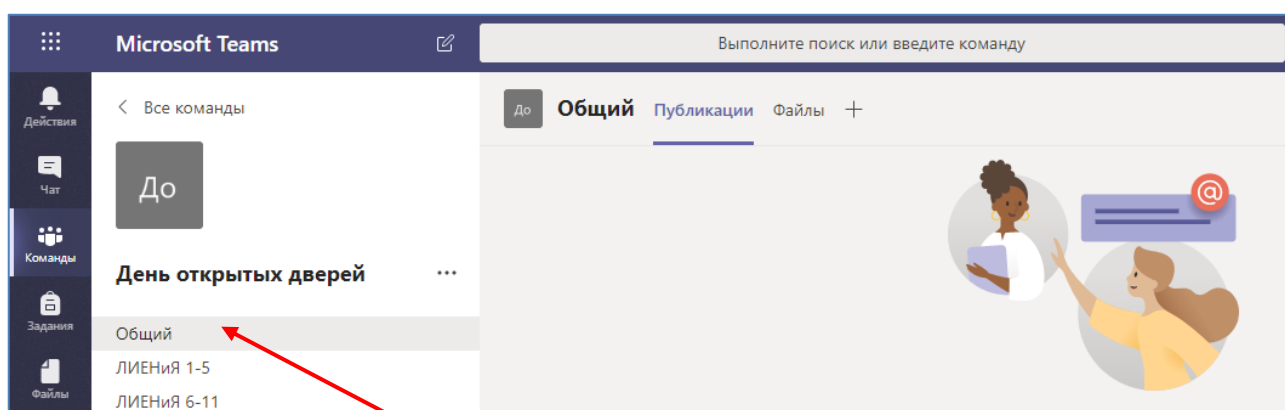 Microsoft Teams
Выполните поиск или введите команду
Действия
Чат
Команды
Задания
Файлы
Все команды
До
День открытых дверей
Общий
ЛИЕНиЯ 1-5
ЛИЕНиЯ 6-11
До
Общий Публикации Файлы +
@